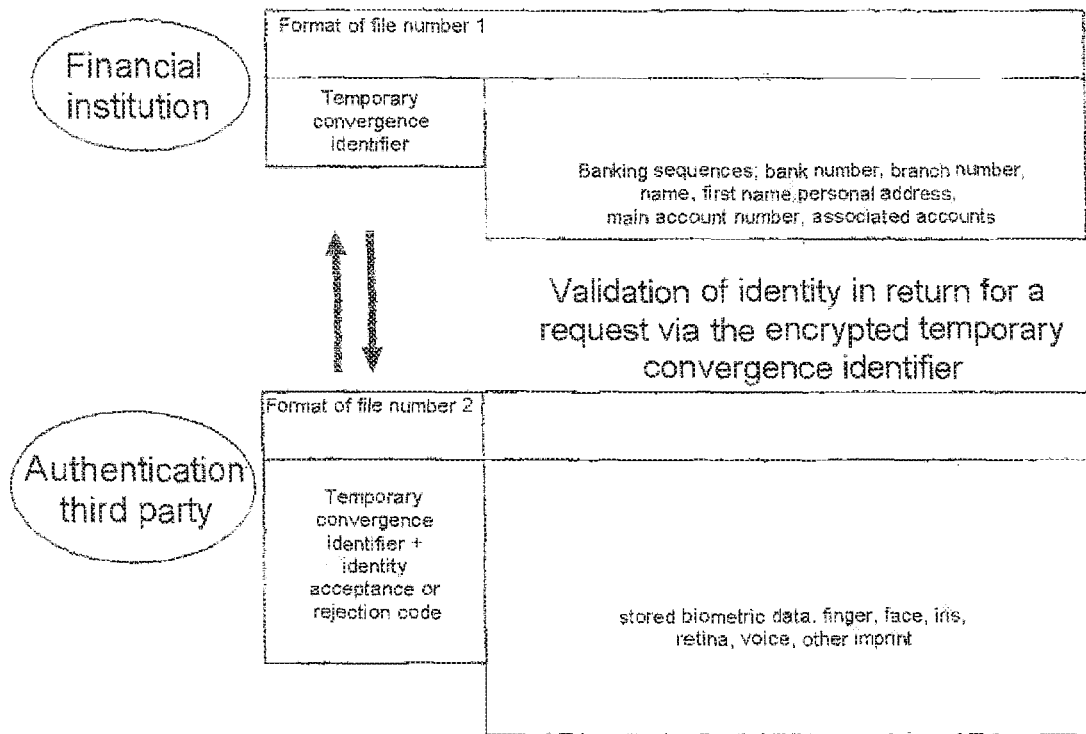 Format of file number 1
Financial
institution
Temporary
convergence
identifier
Banking sequences; bank number, branch number,
name, first name, personal address,
main account number, associated accounts
Validation of identity in return for a
request via the encrypted temporary
convergence identifier
Format of file number 2
Authentication
third party
Temporary
convergence
identifier +
identity
acceptance or
rejection code
stored biometric data. finger, face, iris,
retina, voice, other imprint